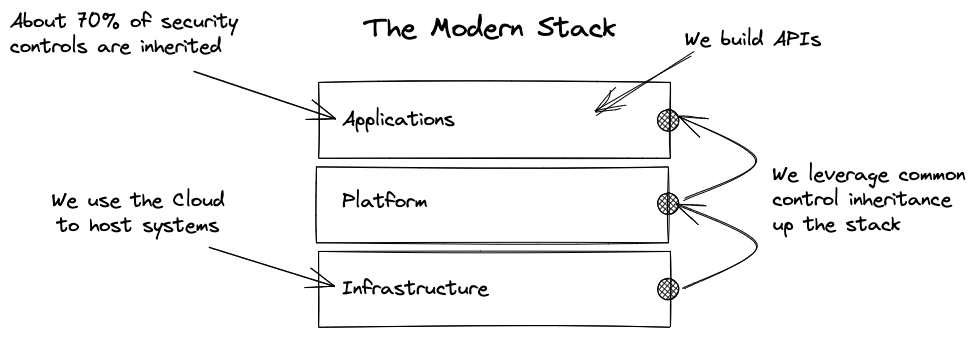 About 70% of security
controls are inherited
The Modern Stack
We build APIs
Applications
We use the Cloud
to host systems
Platform
We leverage common
control inheritance
up the stack
Infrastructure